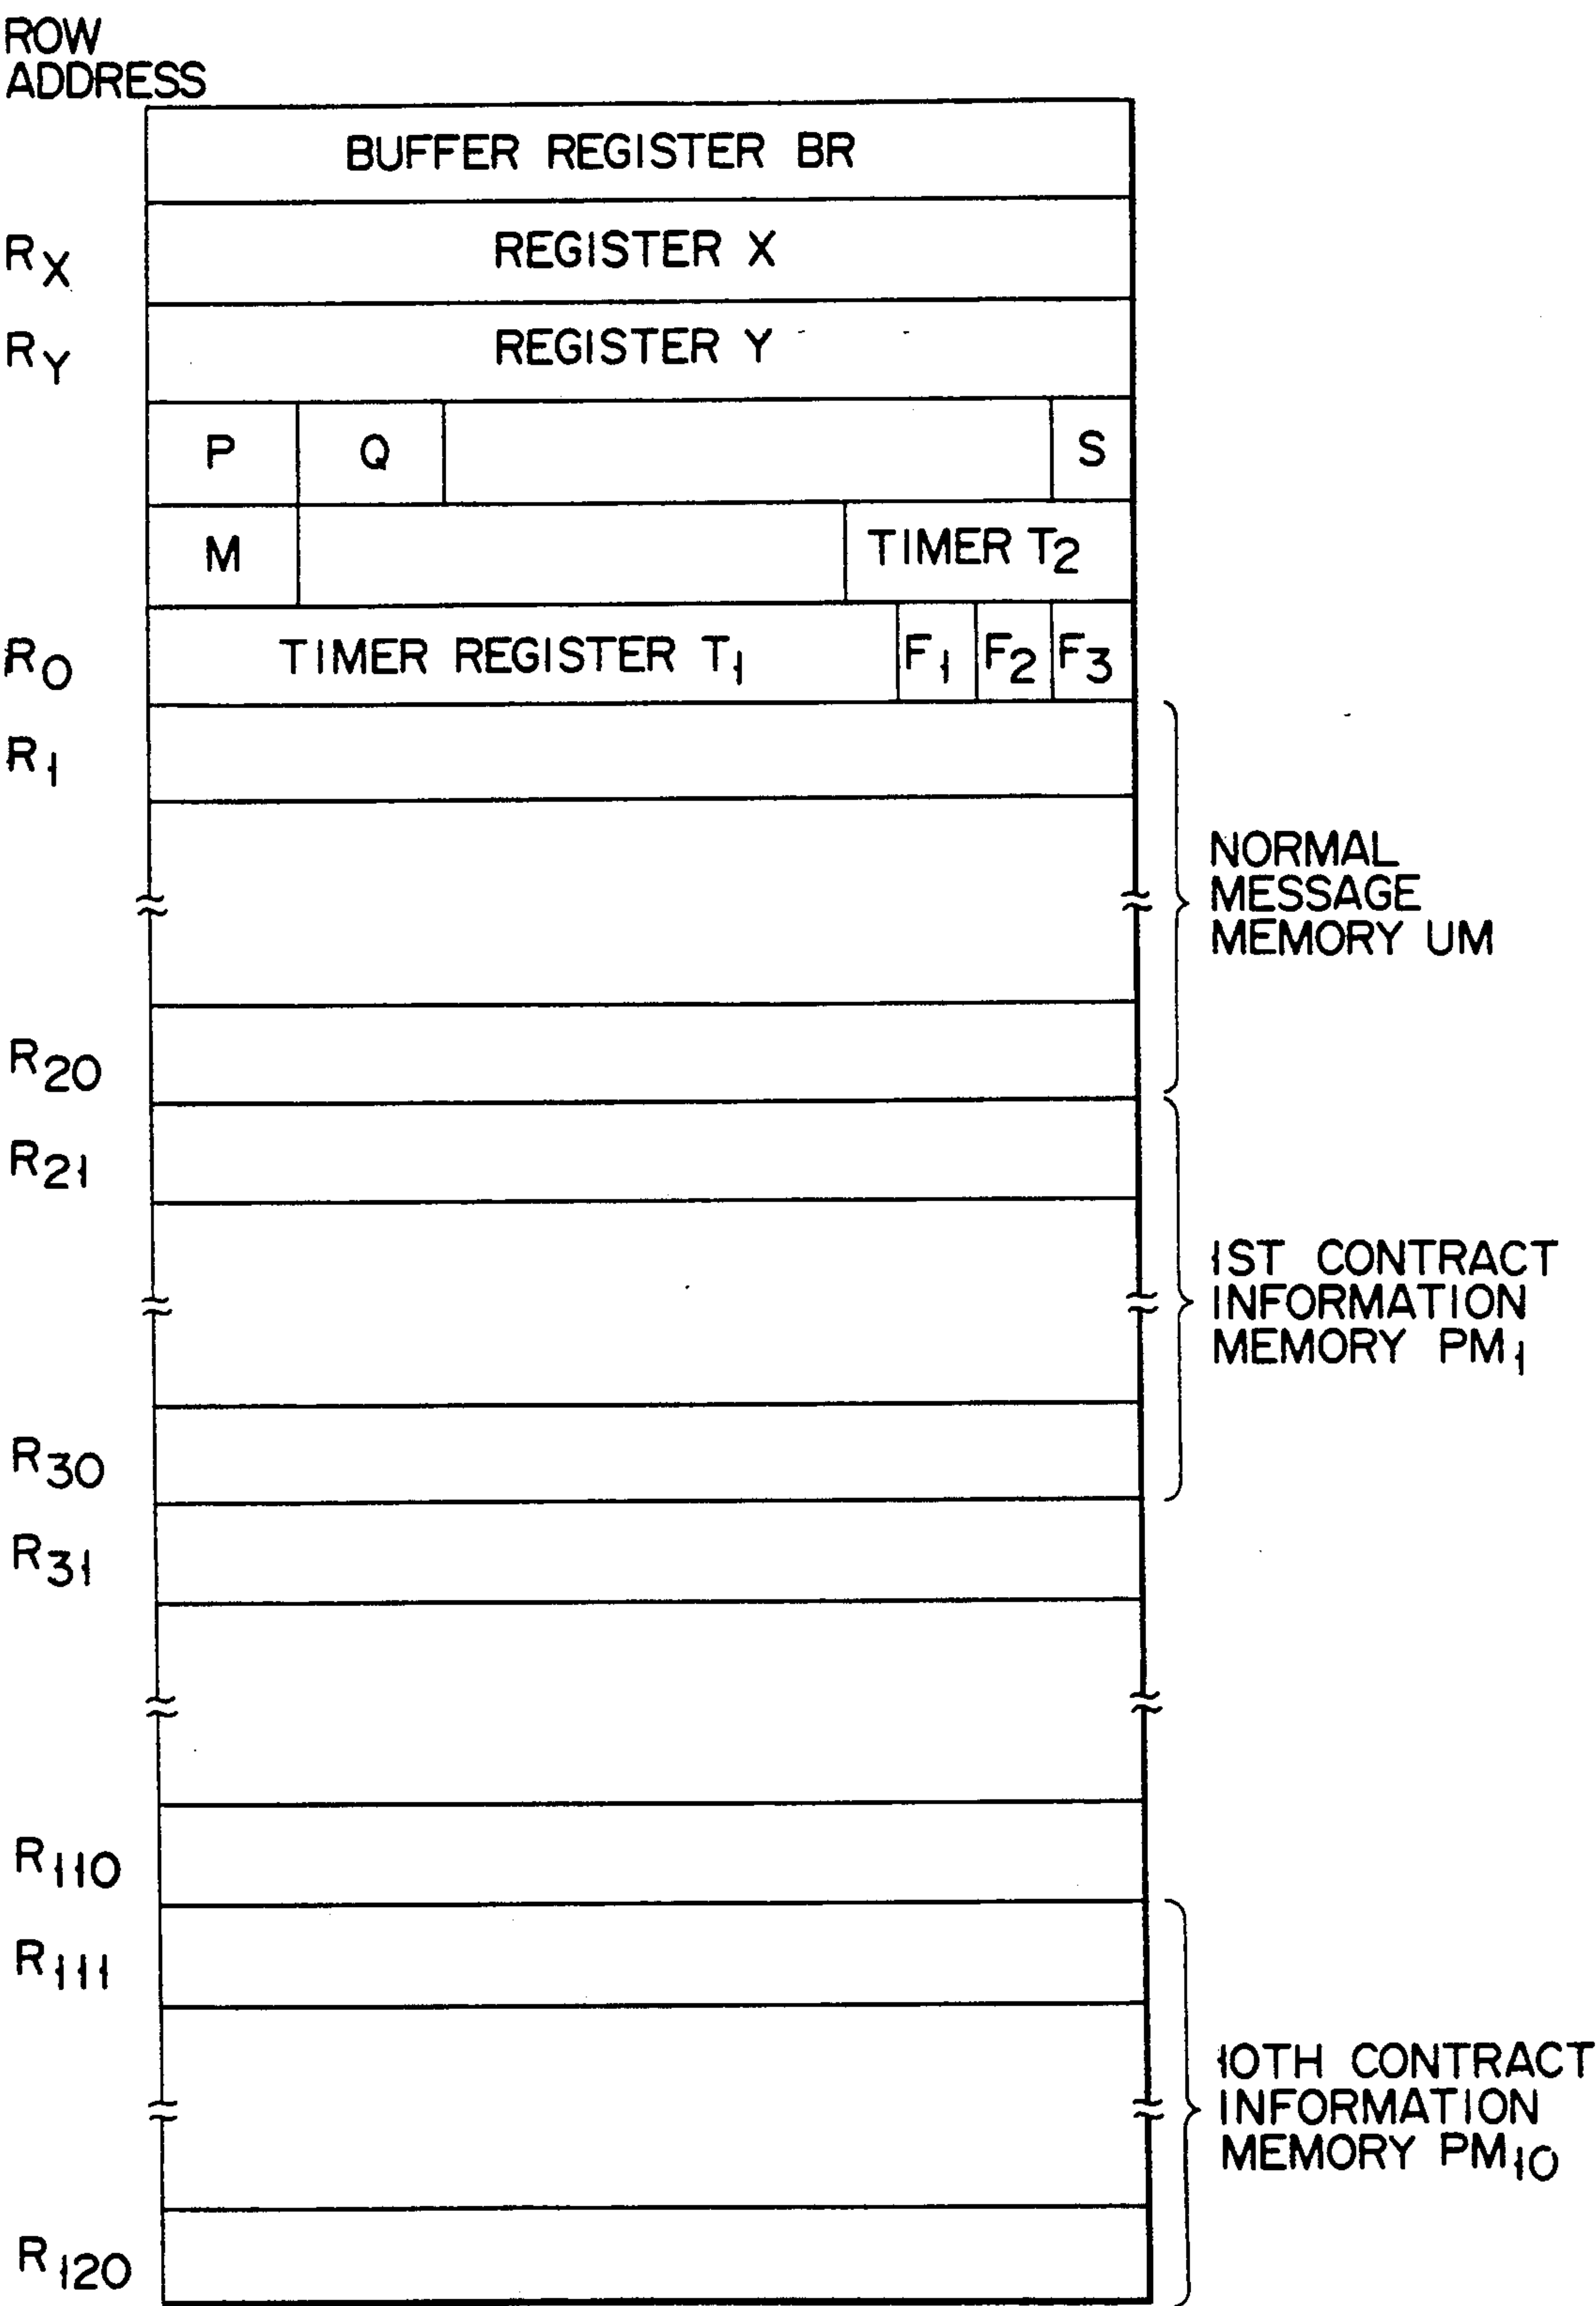 ROW
ADDRESS
BUFFER REGISTER BR
RX REGISTER X
RY REGISTER Y
P Q S
M TIMER T2
R0 TIMER REGISTER T1 F1 F2 F3
R1
NORMAL
MESSAGE
MEMORY UM
R20
R21
1ST CONTRACT
INFORMATION
MEMORY PM1
R30
R31
R110
R111
10TH CONTRACT
INFORMATION
MEMORY PM10
R120